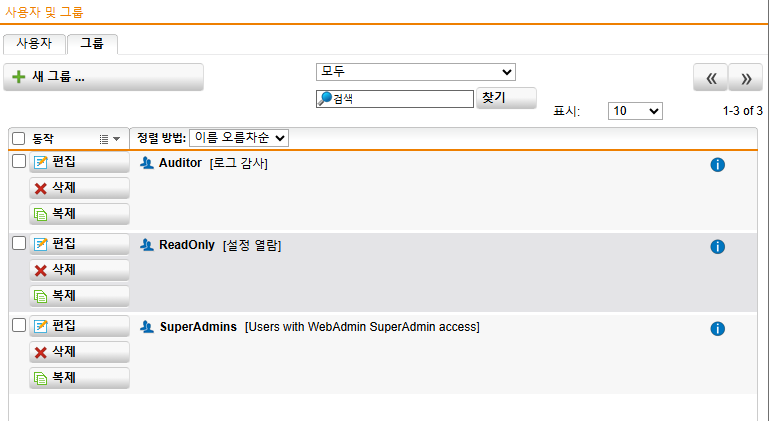 사용자 및 그룹
사용자 그룹
새 그룹 ...
모두
검색 찾기
표시: 10 1-3 of 3
동작 정렬 방법: 이름 오름차순
편집 Auditor [로그 감사]
삭제
복제
편집 ReadOnly [설정 열람]
삭제
복제
편집 SuperAdmins [Users with WebAdmin SuperAdmin access]
삭제
복제